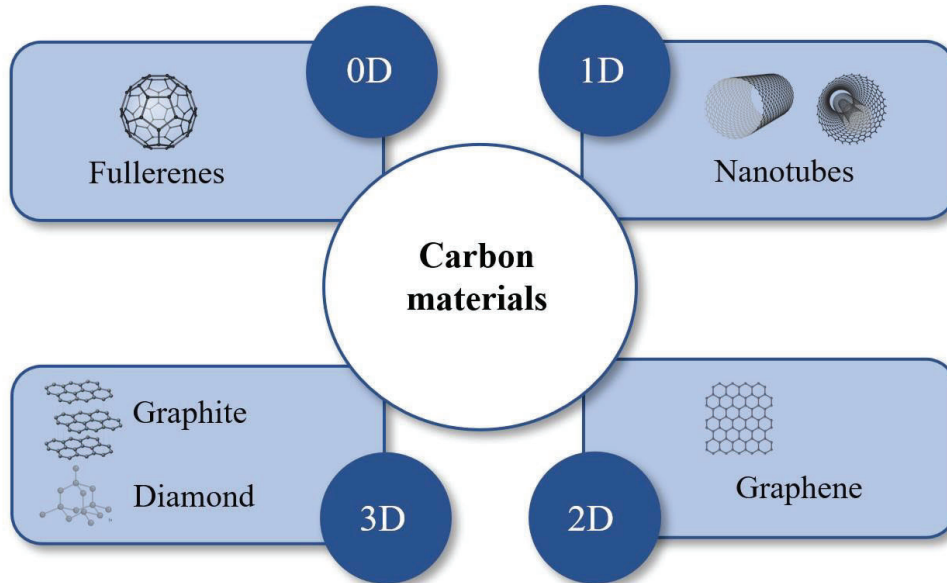 0D
1D
Fullerenes
Nanotubes
Carbon
materials
Graphite
Diamond
Graphene
3D
2D